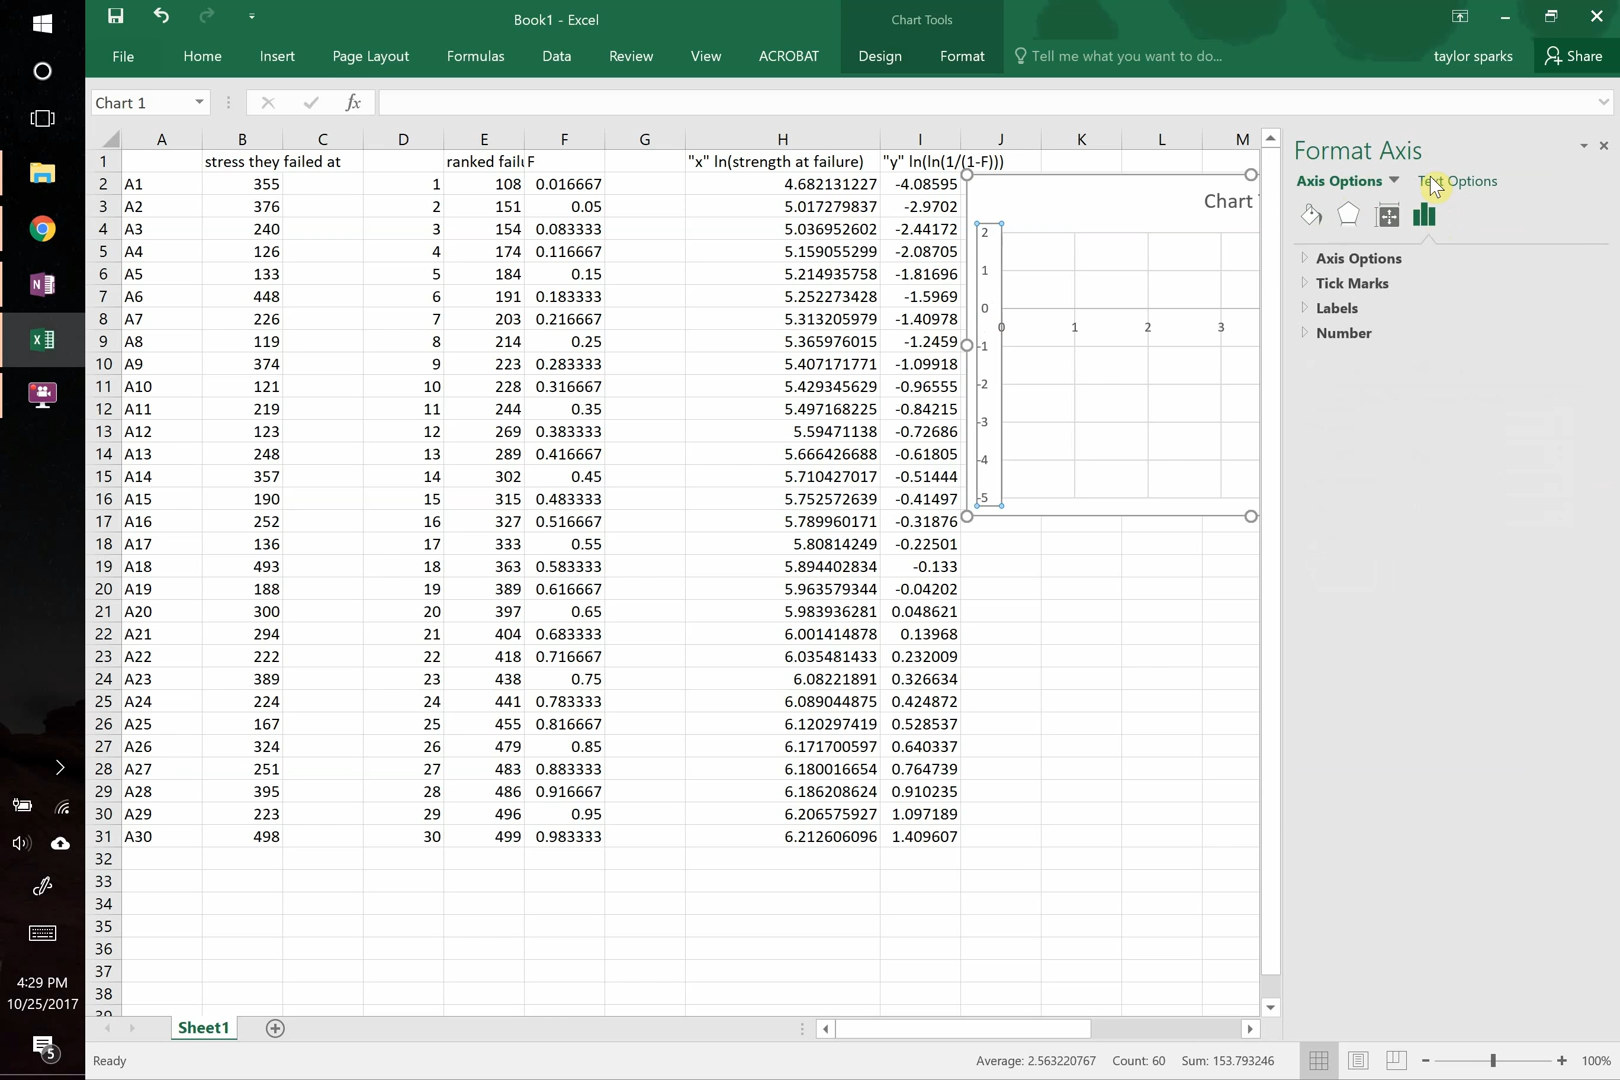 Book1 - Excel
Chart Tools
File Home Insert Page Layout Formulas Data Review View ACROBAT Design Format Tell me what you want to do... taylor sparks Share
Chart 1 fx
A B C D E F G H I J K L M
1 stress they failed at ranked failu F "x" ln(strength at failure) "y" ln(ln(1/(1-F)))
2 A1 355 1 108 0.016667 4.682131227 -4.08595
3 A2 376 2 151 0.05 5.017279837 -2.9702
4 A3 240 3 154 0.083333 5.036952602 -2.44172
5 A4 126 4 174 0.116667 5.159055299 -2.08705
6 A5 133 5 184 0.15 5.214935758 -1.81696
7 A6 448 6 191 0.183333 5.252273428 -1.5969
8 A7 226 7 203 0.216667 5.313205979 -1.40978
9 A8 119 8 214 0.25 5.365976015 -1.2459
10 A9 374 9 223 0.283333 5.407171771 -1.09918
11 A10 121 10 228 0.316667 5.429345629 -0.96555
12 A11 219 11 244 0.35 5.497168225 -0.84215
13 A12 123 12 269 0.383333 5.59471138 -0.72686
14 A13 248 13 289 0.416667 5.666426688 -0.61805
15 A14 357 14 302 0.45 5.710427017 -0.51444
16 A15 190 15 315 0.483333 5.752572639 -0.41497
17 A16 252 16 327 0.516667 5.789960171 -0.31876
18 A17 136 17 333 0.55 5.80814249 -0.22501
19 A18 493 18 363 0.583333 5.894402834 -0.133
20 A19 188 19 389 0.616667 5.963579344 -0.04202
21 A20 300 20 397 0.65 5.983936281 0.048621
22 A21 294 21 404 0.683333 6.001414878 0.13968
23 A22 222 22 418 0.716667 6.035481433 0.232009
24 A23 389 23 438 0.75 6.08221891 0.326634
25 A24 224 24 441 0.783333 6.089044875 0.424872
26 A25 167 25 455 0.816667 6.120297419 0.528537
27 A26 324 26 479 0.85 6.171700597 0.640337
28 A27 251 27 483 0.883333 6.180016654 0.764739
29 A28 395 28 486 0.916667 6.186208624 0.910235
30 A29 223 29 496 0.95 6.206575927 1.097189
31 A30 498 30 499 0.983333 6.212606096 1.409607
32
33
34
35
36
37
38
Chart
2
1
0
0 1 2 3
-1
-2
-3
-4
-5
Format Axis
Axis Options Text Options
Axis Options
Tick Marks
Labels
Number
4:29 PM
10/25/2017
5
Sheet1
Ready Average: 2.563220767 Count: 60 Sum: 153.793246 100%